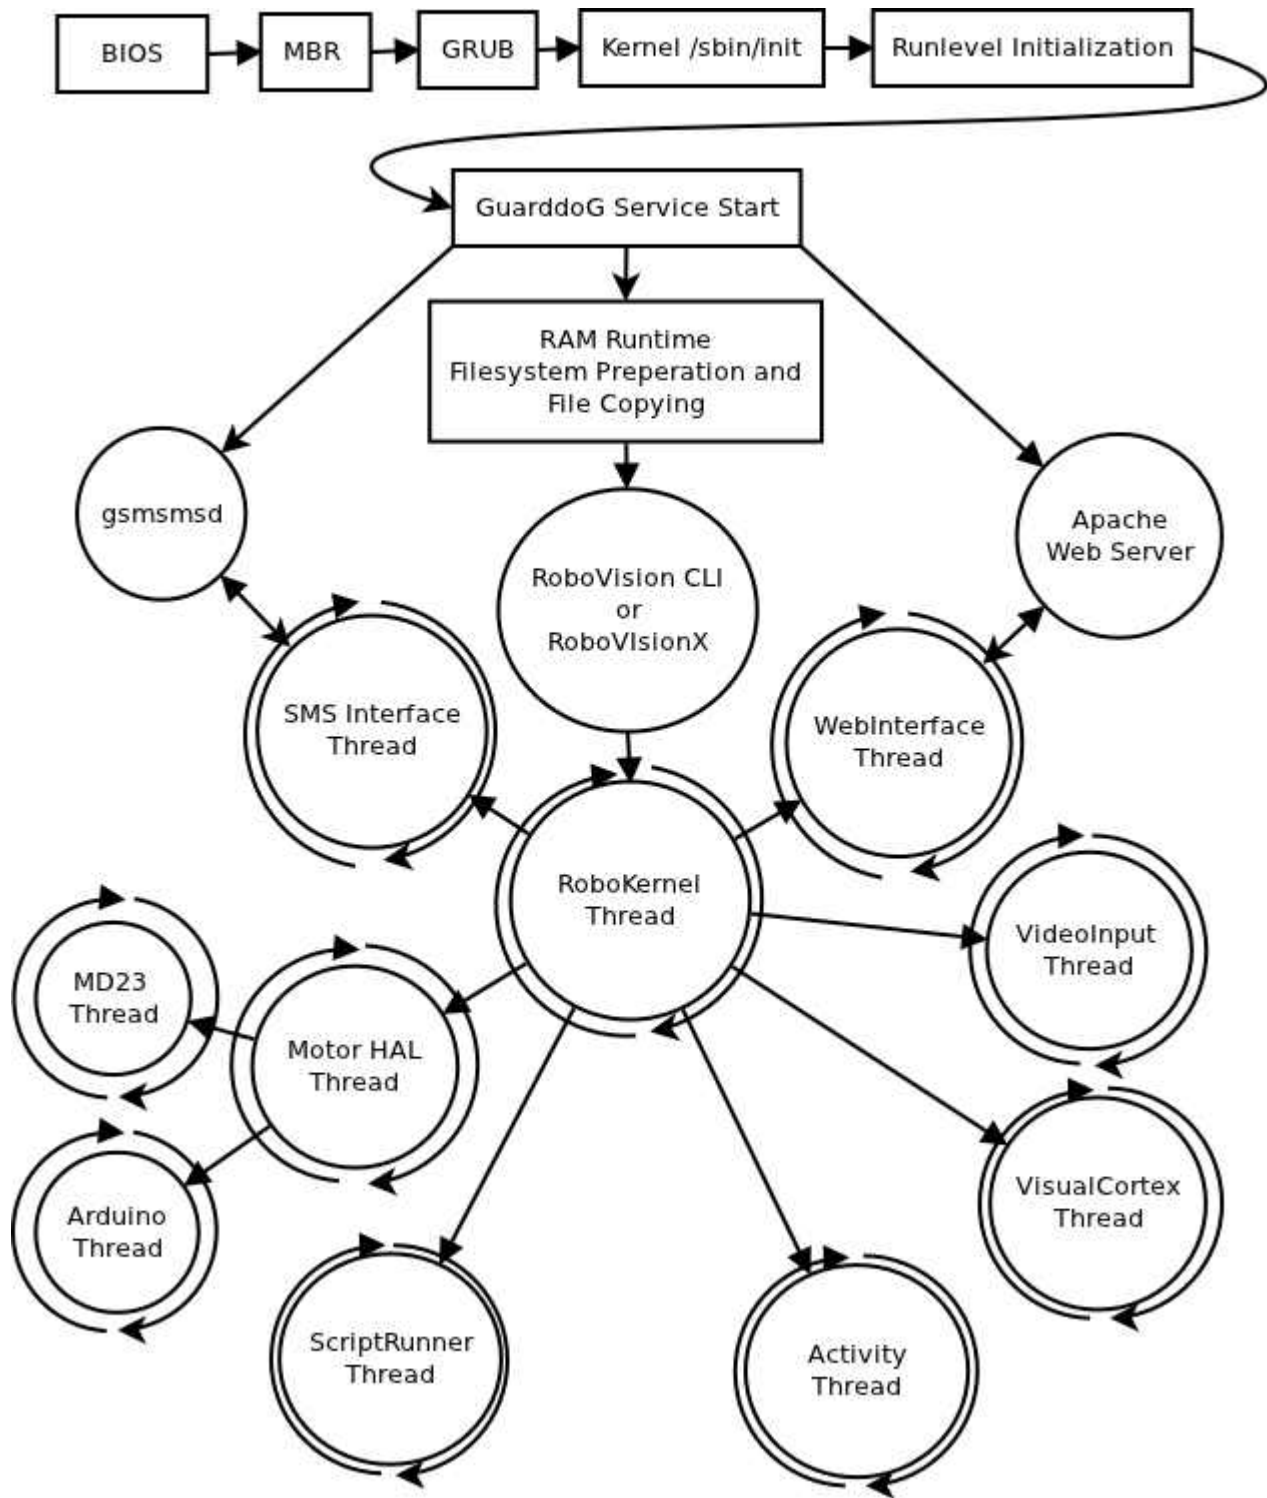 BIOS
MBR
GRUB
Kernel /sbin/init
Runlevel Initialization
GuarddoG Service Start
RAM Runtime
Filesystem Preperation and
File Copying
gsmsmsd
Apache
Web Server
RoboVision CLI
or
RoboVIsionX
SMS Interface
Thread
WebInterface
Thread
RoboKernel
Thread
VideoInput
Thread
MD23
Thread
Motor HAL
Thread
VisualCortex
Thread
Arduino
Thread
ScriptRunner
Thread
Activity
Thread